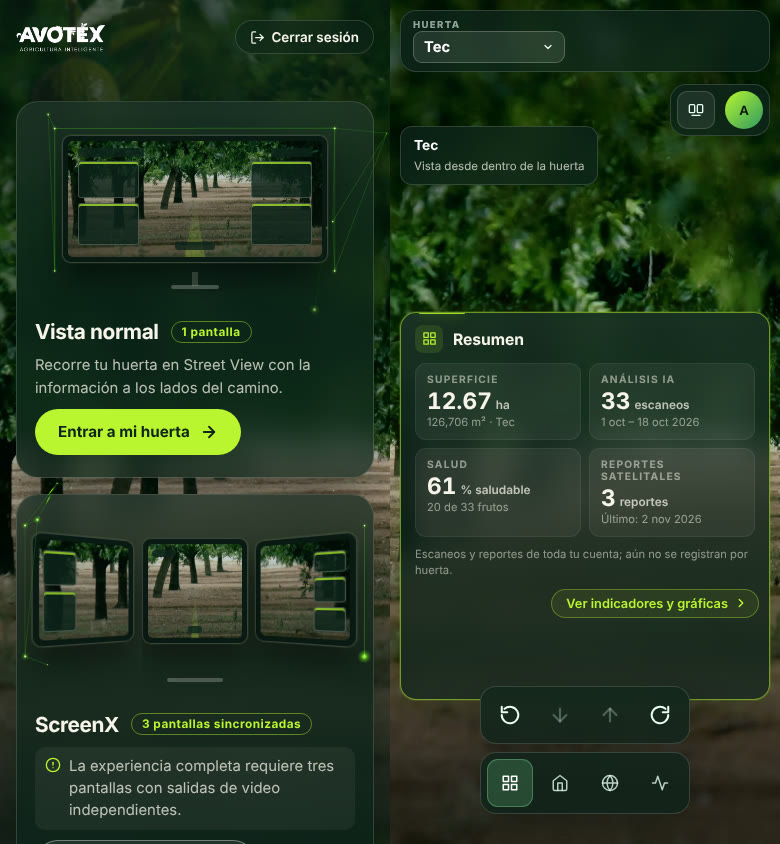 AVOTEX
AGRICULTURA INTELIGENTE
Cerrar sesión
Vista normal
1 pantalla
Recorre tu huerta en Street View con la
información a los lados del camino.
Entrar a mi huerta
ScreenX
3 pantallas sincronizadas
La experiencia completa requiere tres
pantallas con salidas de video
independientes.
HUERTA
Tec
A
Tec
Vista desde dentro de la huerta
Resumen
SUPERFICIE
12.67 ha
126,706 m² · Tec
ANÁLISIS IA
33 escaneos
1 oct – 18 oct 2026
SALUD
61 % saludable
20 de 33 frutos
REPORTES
SATELITALES
3 reportes
Último: 2 nov 2026
Escaneos y reportes de toda tu cuenta; aún no se registran por
huerta.
Ver indicadores y gráficas